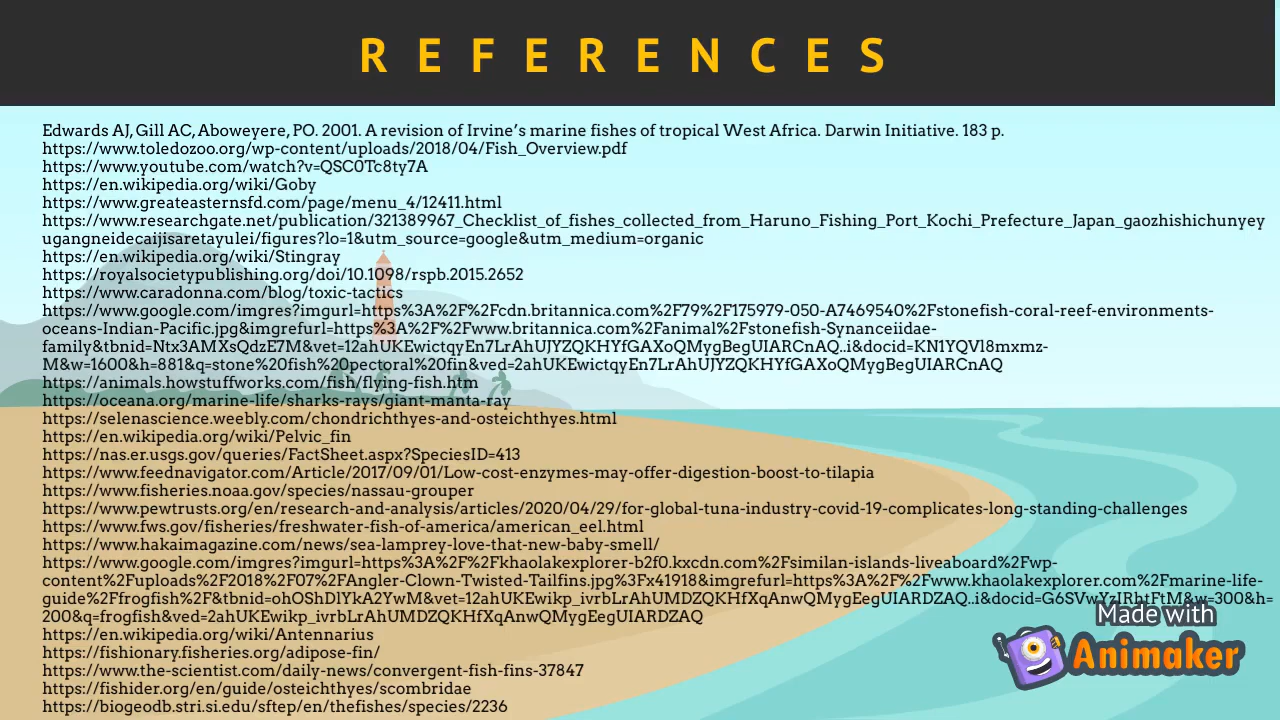 REFERENCES
Edwards AJ, Gill AC, Aboweyere, PO. 2001. A revision of Irvine's marine fishes of tropical West Africa. Darwin Initiative. 183 p.
https://www.toledozoo.org/wp-content/uploads/2018/04/Fish_Overview.pdf
https://www.youtube.com/watch?v=QSC0Tc8ty7A
https://en.wikipedia.org/wiki/Goby
https://www.greateasternsfd.com/page/menu_4/12411.html
https://www.researchgate.net/publication/321389967_Checklist_of_fishes_collected_from_Haruno_Fishing_Port_Kochi_Prefecture_Japan_gaozhishichunyey
ugangneidecaijisaretayulei/figures?lo=1&utm_source=google&utm_medium=organic
https://en.wikipedia.org/wiki/Stingray
https://royalsocietypublishing.org/doi/10.1098/rspb.2015.2652
https://www.caradonna.com/blog/toxic-tactics
https://www.google.com/imgres?imgurl=https%3A%2F%2Fcdn.britannica.com%2F79%2F175979-050-A7469540%2Fstonefish-coral-reef-environments-
oceans-Indian-Pacific.jpg&imgrefurl=https%3A%2F%2Fwww.britannica.com%2Fanimal%2Fstonefish-Synanceiidae-
family&tbnid=Ntx3AMXsQdzE7M&vet=12ahUKEwictqyEn7LrAhUJYZQKHYfGAXoQMygBegUIARCnAQ..i&docid=KN1YQVl8mxmz-
M&w=1600&h=881&q=stone%20fish%20pectoral%20fin&ved=2ahUKEwictqyEn7LrAhUJYZQKHYfGAXoQMygBegUIARCnAQ
https://animals.howstuffworks.com/fish/flying-fish.htm
https://oceana.org/marine-life/sharks-rays/giant-manta-ray
https://selenascience.weebly.com/chondrichthyes-and-osteichthyes.html
https://en.wikipedia.org/wiki/Pelvic_fin
https://nas.er.usgs.gov/queries/FactSheet.aspx?SpeciesID=413
https://www.feednavigator.com/Article/2017/09/01/Low-cost-enzymes-may-offer-digestion-boost-to-tilapia
https://www.fisheries.noaa.gov/species/nassau-grouper
https://www.pewtrusts.org/en/research-and-analysis/articles/2020/04/29/for-global-tuna-industry-covid-19-complicates-long-standing-challenges
https://www.fws.gov/fisheries/freshwater-fish-of-america/american_eel.html
https://www.hakaimagazine.com/news/sea-lamprey-love-that-new-baby-smell/
https://www.google.com/imgres?imgurl=https%3A%2F%2Fkhaolakexplorer-b2f0.kxcdn.com%2Fsimilan-islands-liveaboard%2Fwp-
content%2Fuploads%2F2018%2F07%2FAngler-Clown-Twisted-Tailfins.jpg%3Fx41918&imgrefurl=https%3A%2F%2Fwww.khaolakexplorer.com%2Fmarine-life-
guide%2Ffrogfish%2F&tbnid=ohOShDlYkA2YwM&vet=12ahUKEwikp_ivrbLrAhUMDZQKHfXqAnwQMygEegUIARDZAQ..i&docid=G6SVwYzJRhtFtM&w=300&h=
200&q=frogfish&ved=2ahUKEwikp_ivrbLrAhUMDZQKHfXqAnwQMygEegUIARDZAQ
https://en.wikipedia.org/wiki/Antennarius
https://fishionary.fisheries.org/adipose-fin/
https://www.the-scientist.com/daily-news/convergent-fish-fins-37847
https://fishider.org/en/guide/osteichthyes/scombridae
https://biogeodb.stri.si.edu/sftep/en/thefishes/species/2236
Made with
Animaker